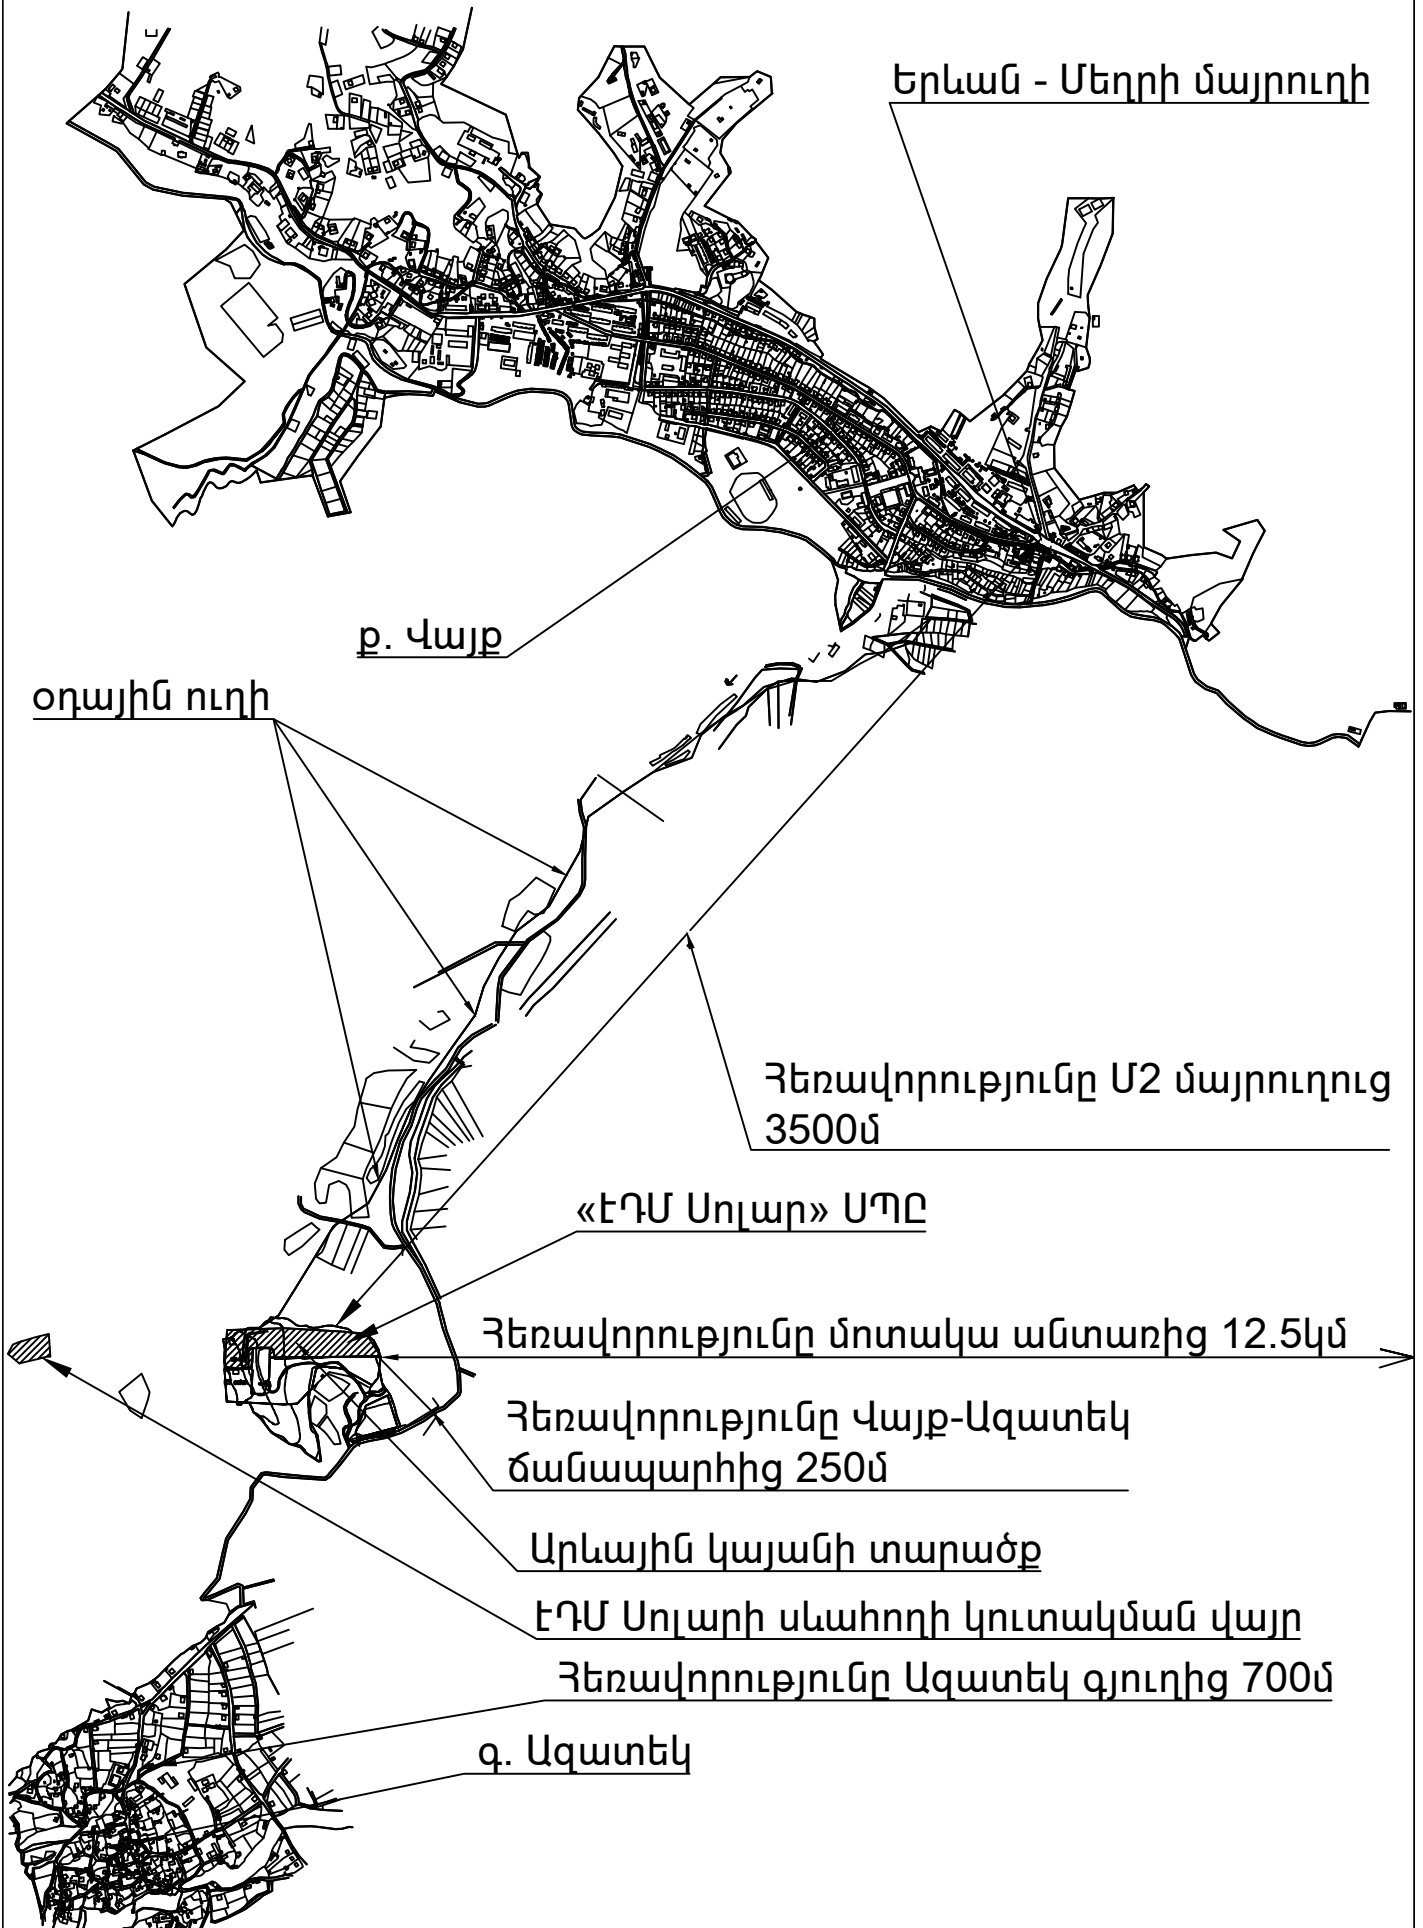 Երևան - Մեղրի մայրուղի
ք. Վայք
օդային ուղի
Հեռավորությունը Մ2 մայրուղուց
3500մ
«ԷԴՄ Սոլար» ՍՊԸ
Հեռավորությունը մոտակա անտառից 12.5կմ
Հեռավորությունը Վայք-Ազատեկ
ճանապարհից 250մ
Արևային կայանի տարածք
ԷԴՄ Սոլարի սևահողի կուտակման վայր
Հեռավորությունը Ազատեկ գյուղից 700մ
գ. Ազատեկ